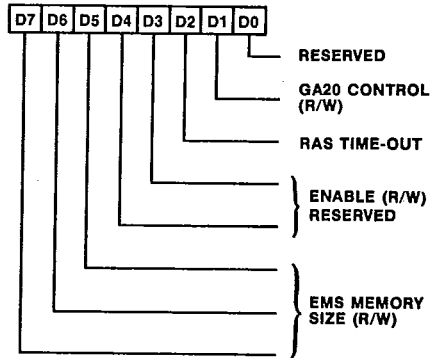 D7 D6 D5 D4 D3 D2 D1 D0
RESERVED
GA20 CONTROL
(R/W)
RAS TIME-OUT
ENABLE (R/W)
RESERVED
EMS MEMORY
SIZE (R/W)